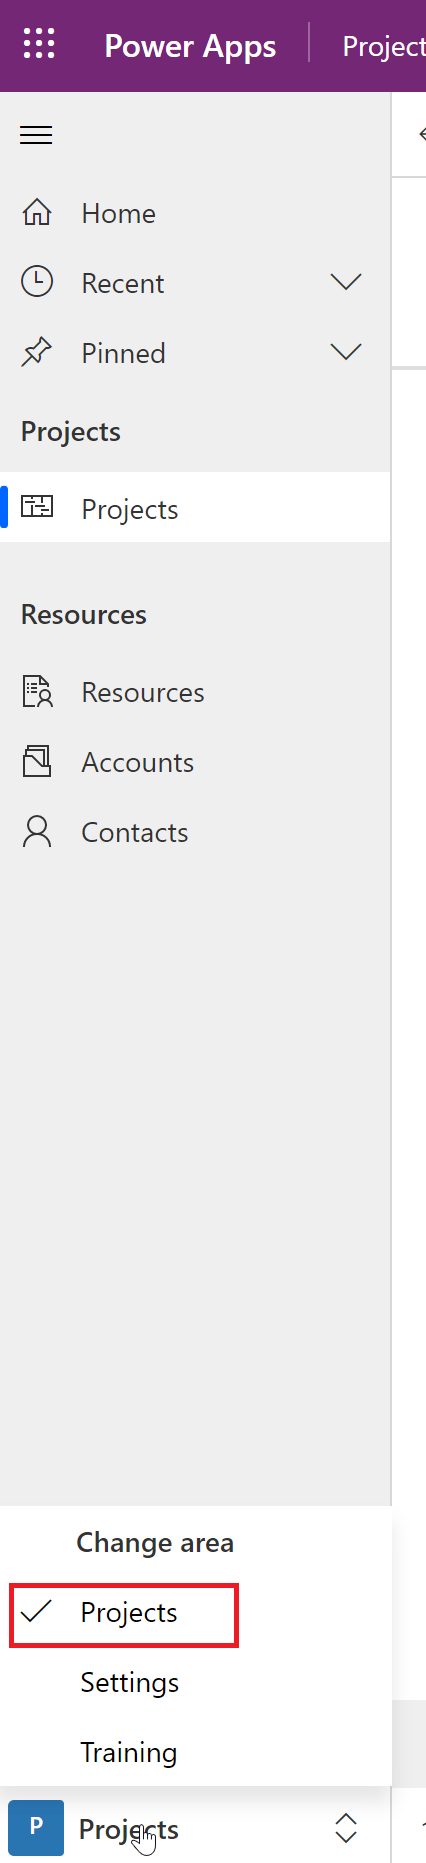 Power Apps Project
Home
Recent
Pinned
Projects
Projects
Resources
Resources
Accounts
Contacts
Change area
Projects
Settings
Training
P Projects